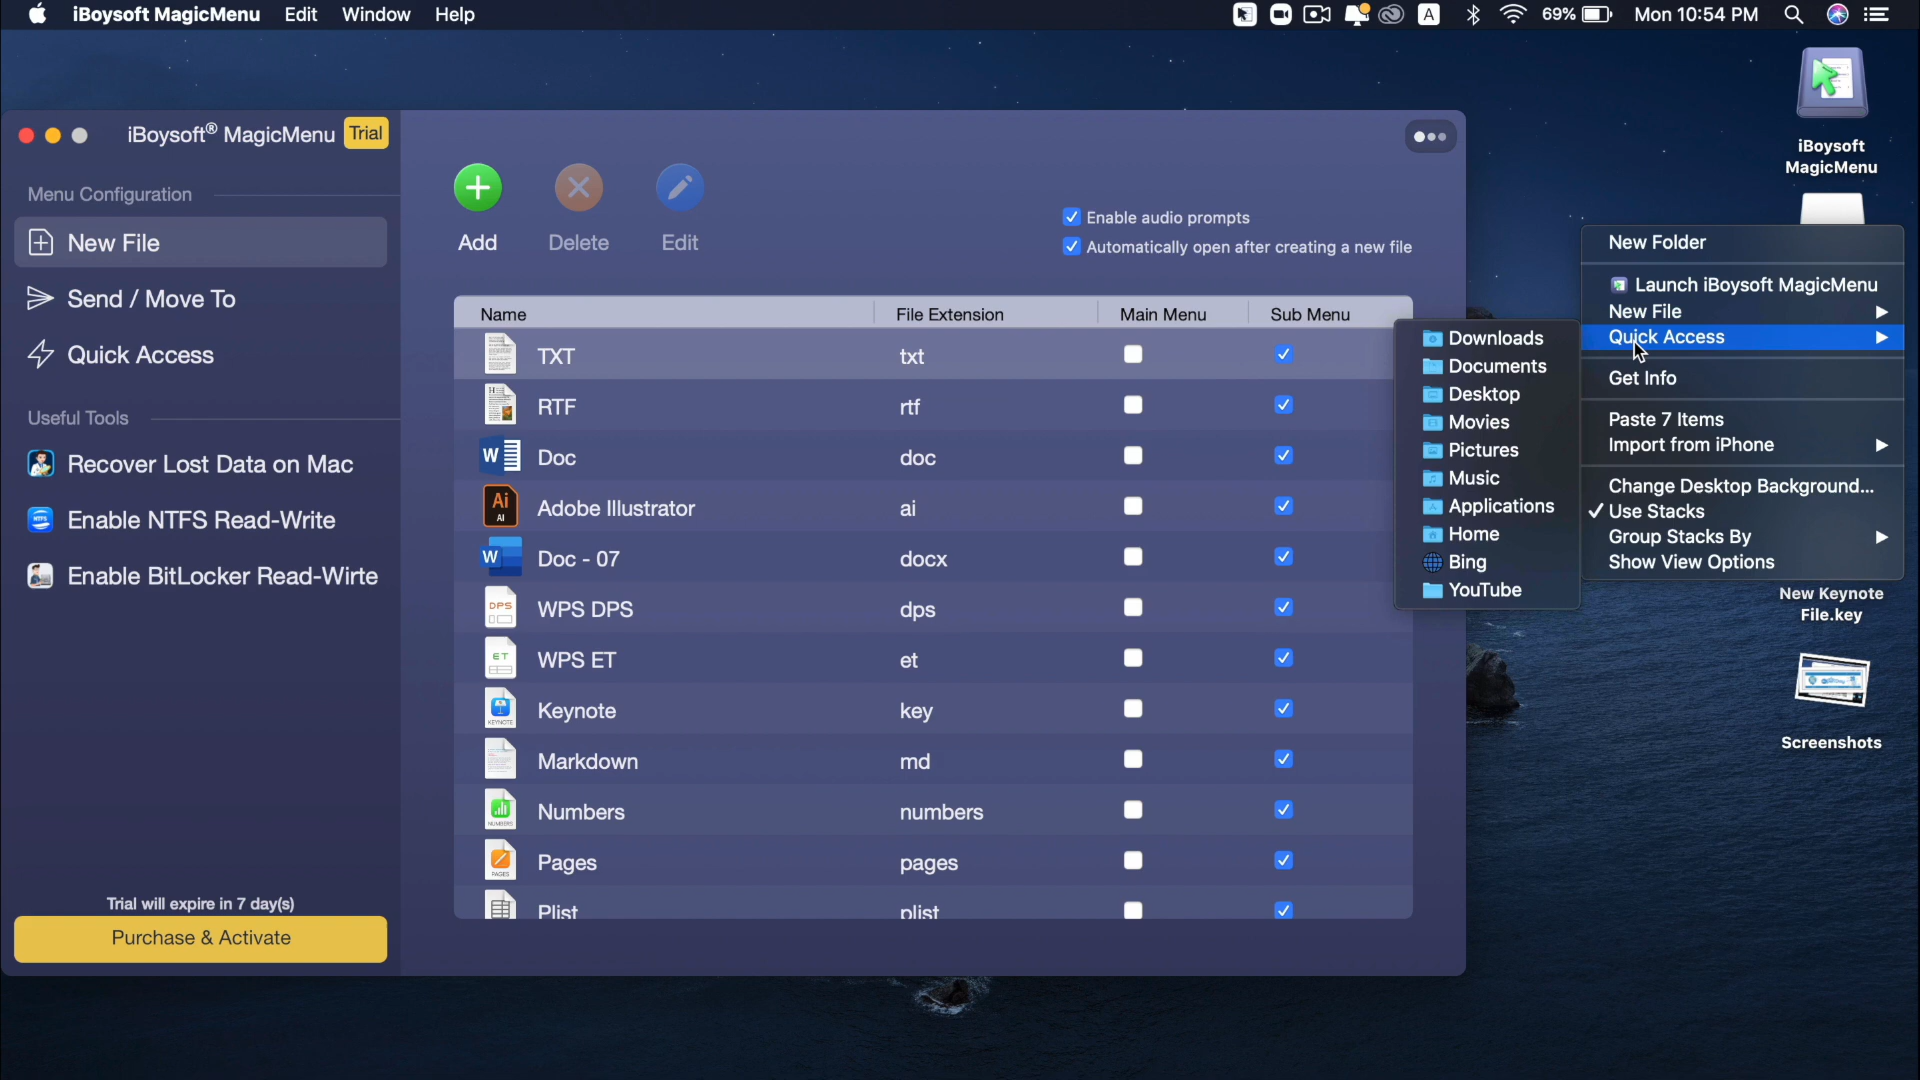 iBoysoft MagicMenu Edit Window Help
A 69% Mon 10:54 PM
iBoysoft® MagicMenu Trial
Menu Configuration
New File
Send / Move To
Quick Access
Useful Tools
Recover Lost Data on Mac
Enable NTFS Read-Write
Enable BitLocker Read-Wirte
Trial will expire in 7 day(s)
Purchase & Activate
Add Delete Edit
Enable audio prompts
Automatically open after creating a new file
Name File Extension Main Menu Sub Menu
TXT txt
RTF rtf
W Doc doc
Ai AI Adobe Illustrator ai
W Doc - 07 docx
DPS WPS DPS dps
ET WPS ET et
KEYNOTE Keynote key
Markdown md
NUMBERS Numbers numbers
PAGES Pages pages
Plist plist
Downloads
Documents
Desktop
Movies
Pictures
Music
Applications
Home
Bing
YouTube
New Folder
Launch iBoysoft MagicMenu
New File
Quick Access
Get Info
Paste 7 Items
Import from iPhone
Change Desktop Background...
Use Stacks
Group Stacks By
Show View Options
iBoysoft
MagicMenu
New Keynote
File.key
Screenshots